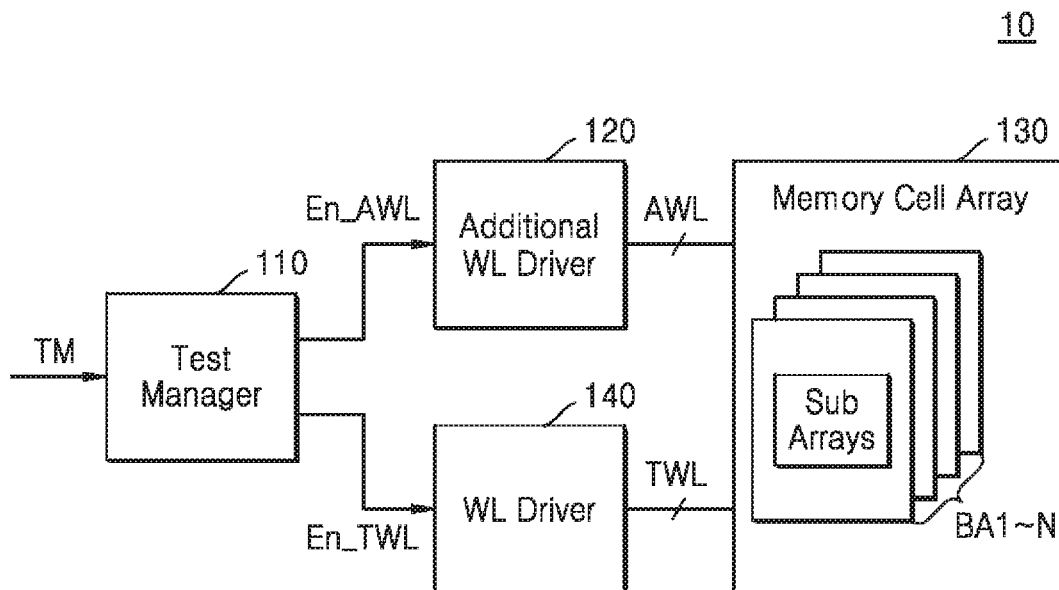 10
120
130
En_AWL
Additional
WL Driver
AWL
Memory Cell Array
110
TM
Test
Manager
140
Sub
Arrays
En_TWL
WL Driver
TWL
BA1~N